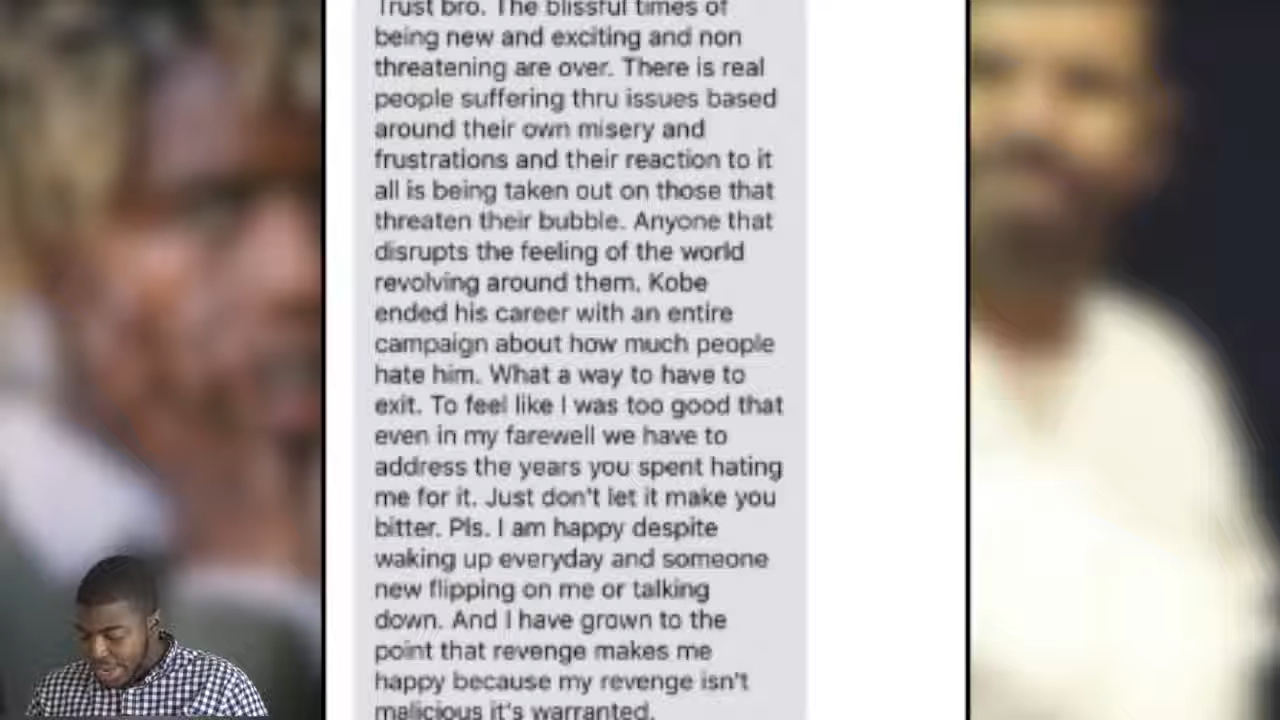 Trust bro. The blissful times of
being new and exciting and non
threatening are over. There is real
people suffering thru issues based
around their own misery and
frustrations and their reaction to it
all is being taken out on those that
threaten their bubble. Anyone that
disrupts the feeling of the world
revolving around them. Kobe
ended his career with an entire
campaign about how much people
hate him. What a way to have to
exit. To feel like I was too good that
even in my farewell we have to
address the years you spent hating
me for it. Just don't let it make you
bitter. Pls. I am happy despite
waking up everyday and someone
new flipping on me or talking
down. And I have grown to the
point that revenge makes me
happy because my revenge isn't
malicious it's warranted.